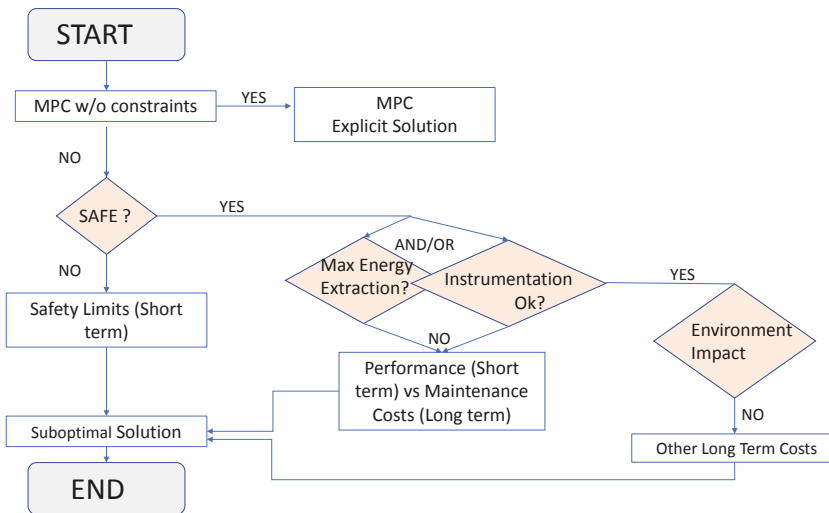 START
MPC w/o constraints
YES
MPC
Explicit Solution
NO
SAFE ?
YES
AND/OR
Max Energy
Extraction?
Instrumentation
Ok?
YES
NO
Safety Limits (Short
term)
NO
Environment
Impact
Performance (Short
term) vs Maintenance
Costs (Long term)
NO
Suboptimal Solution
Other Long Term Costs
END